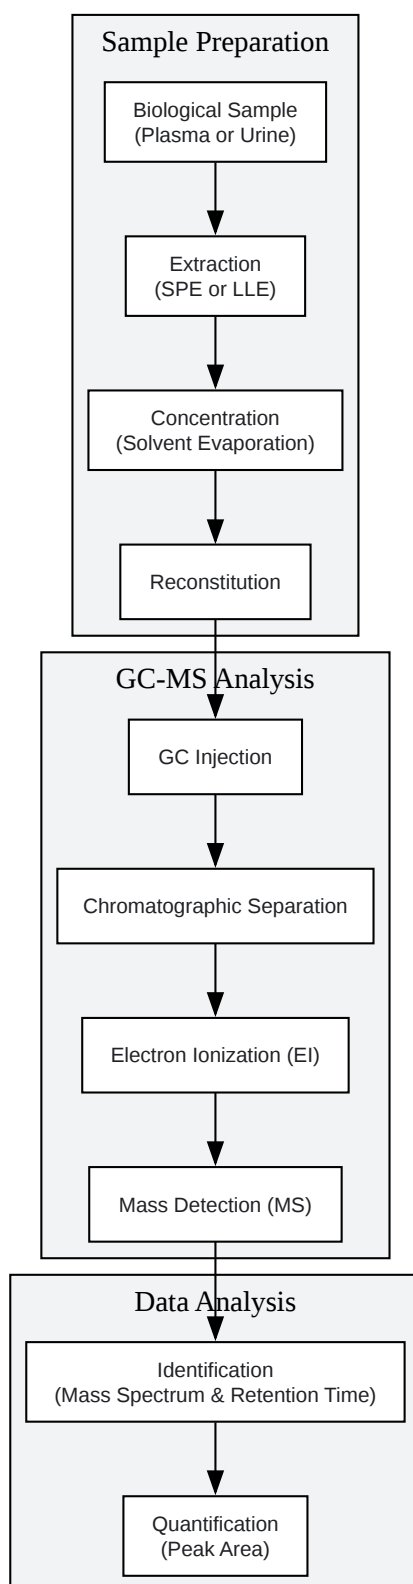 Sample Preparation
Biological Sample
(Plasma or Urine)
Extraction
(SPE or LLE)
Concentration
(Solvent Evaporation)
Reconstitution
GC-MS Analysis
GC Injection
Chromatographic Separation
Electron Ionization (EI)
Mass Detection (MS)
Data Analysis
Identification
(Mass Spectrum & Retention Time)
Quantification
(Peak Area)